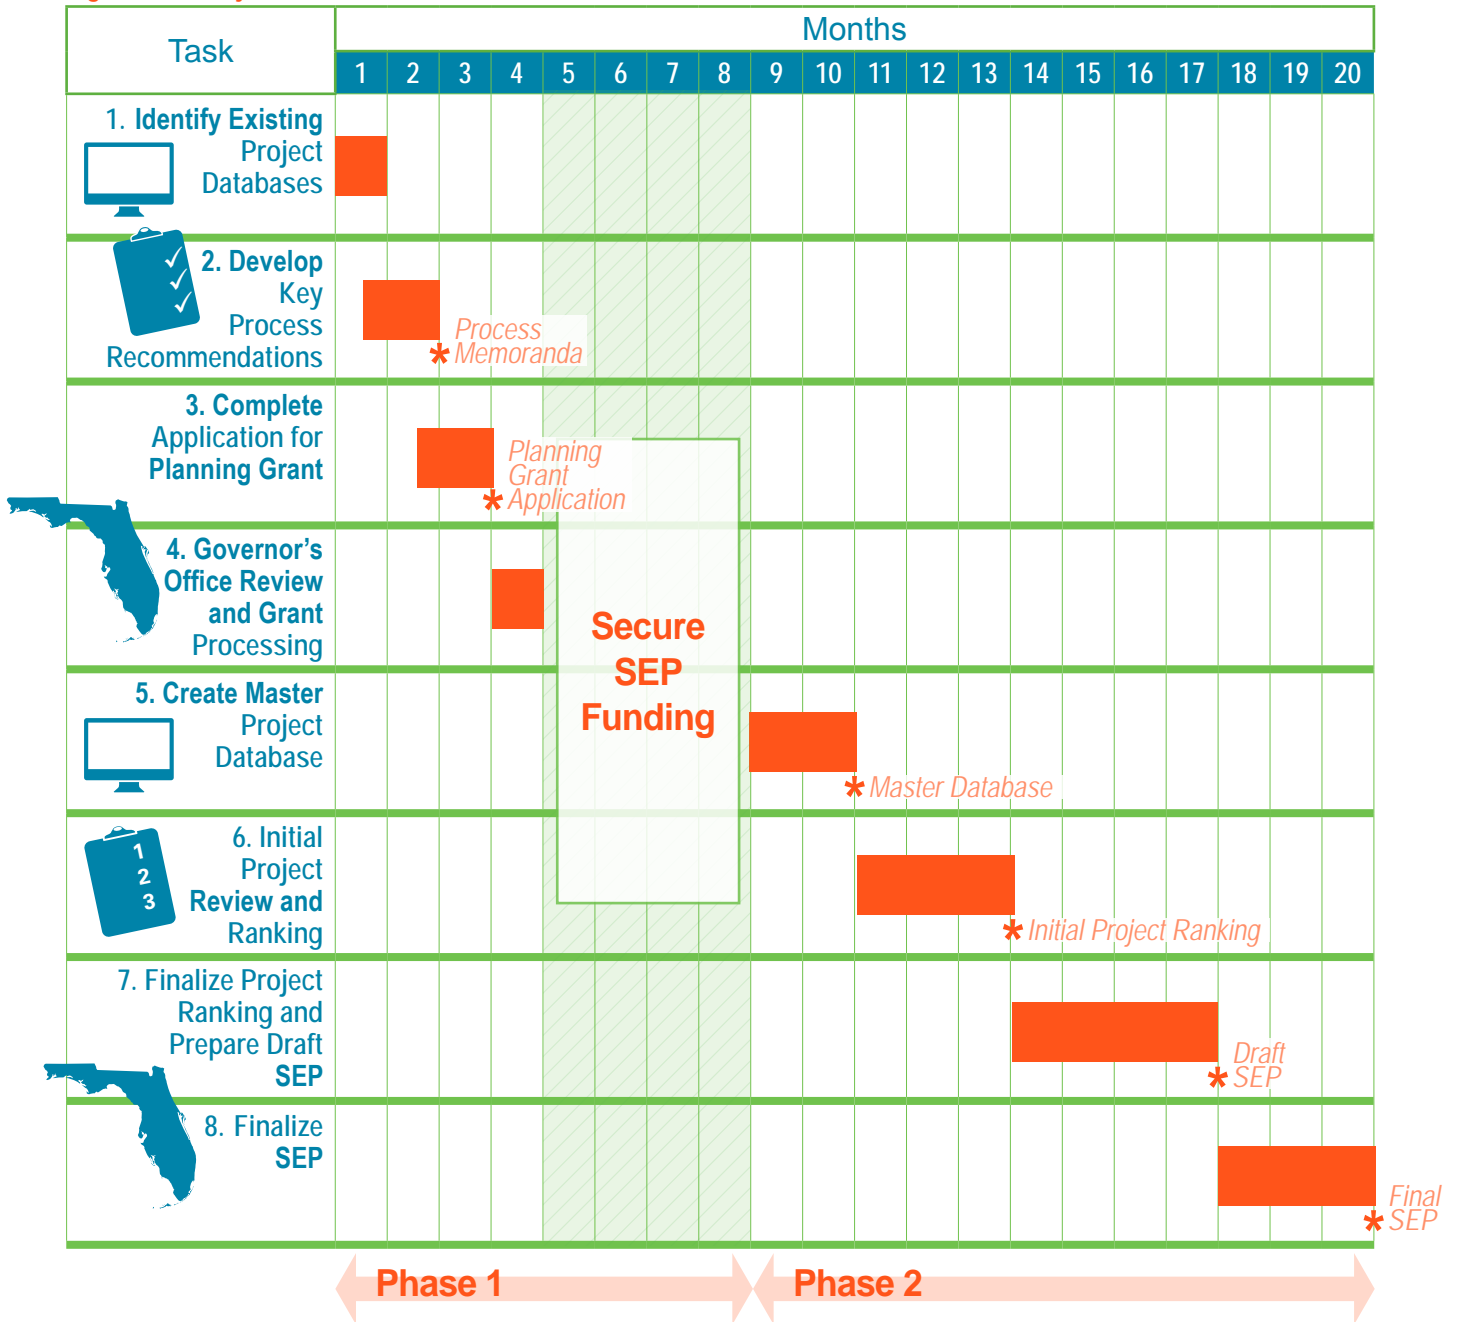 Months
Task
1 2 3 4 5 6 7 8 9 10 11 12 13 14 15 16 17 18 19 20
1. Identify Existing
Project
Databases
2. Develop
Key
Process
Recommendations
Process
Memoranda
3. Complete
Application for
Planning Grant
Planning
Grant
Application
4. Governor's
Office Review
and Grant
Processing
Secure
SEP
Funding
5. Create Master
Project
Database
Master Database
1
2
3
6. Initial
Project
Review and
Ranking
Initial Project Ranking
7. Finalize Project
Ranking and
Prepare Draft
SEP
Draft
SEP
8. Finalize
SEP
Final
SEP
Phase 1
Phase 2